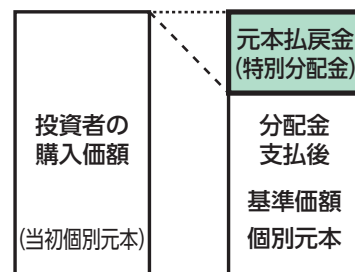 投資者の
購入価額
(当初個別元本)
元本払戻金
(特別分配金)
分配金
支払後
基準価額
個別元本